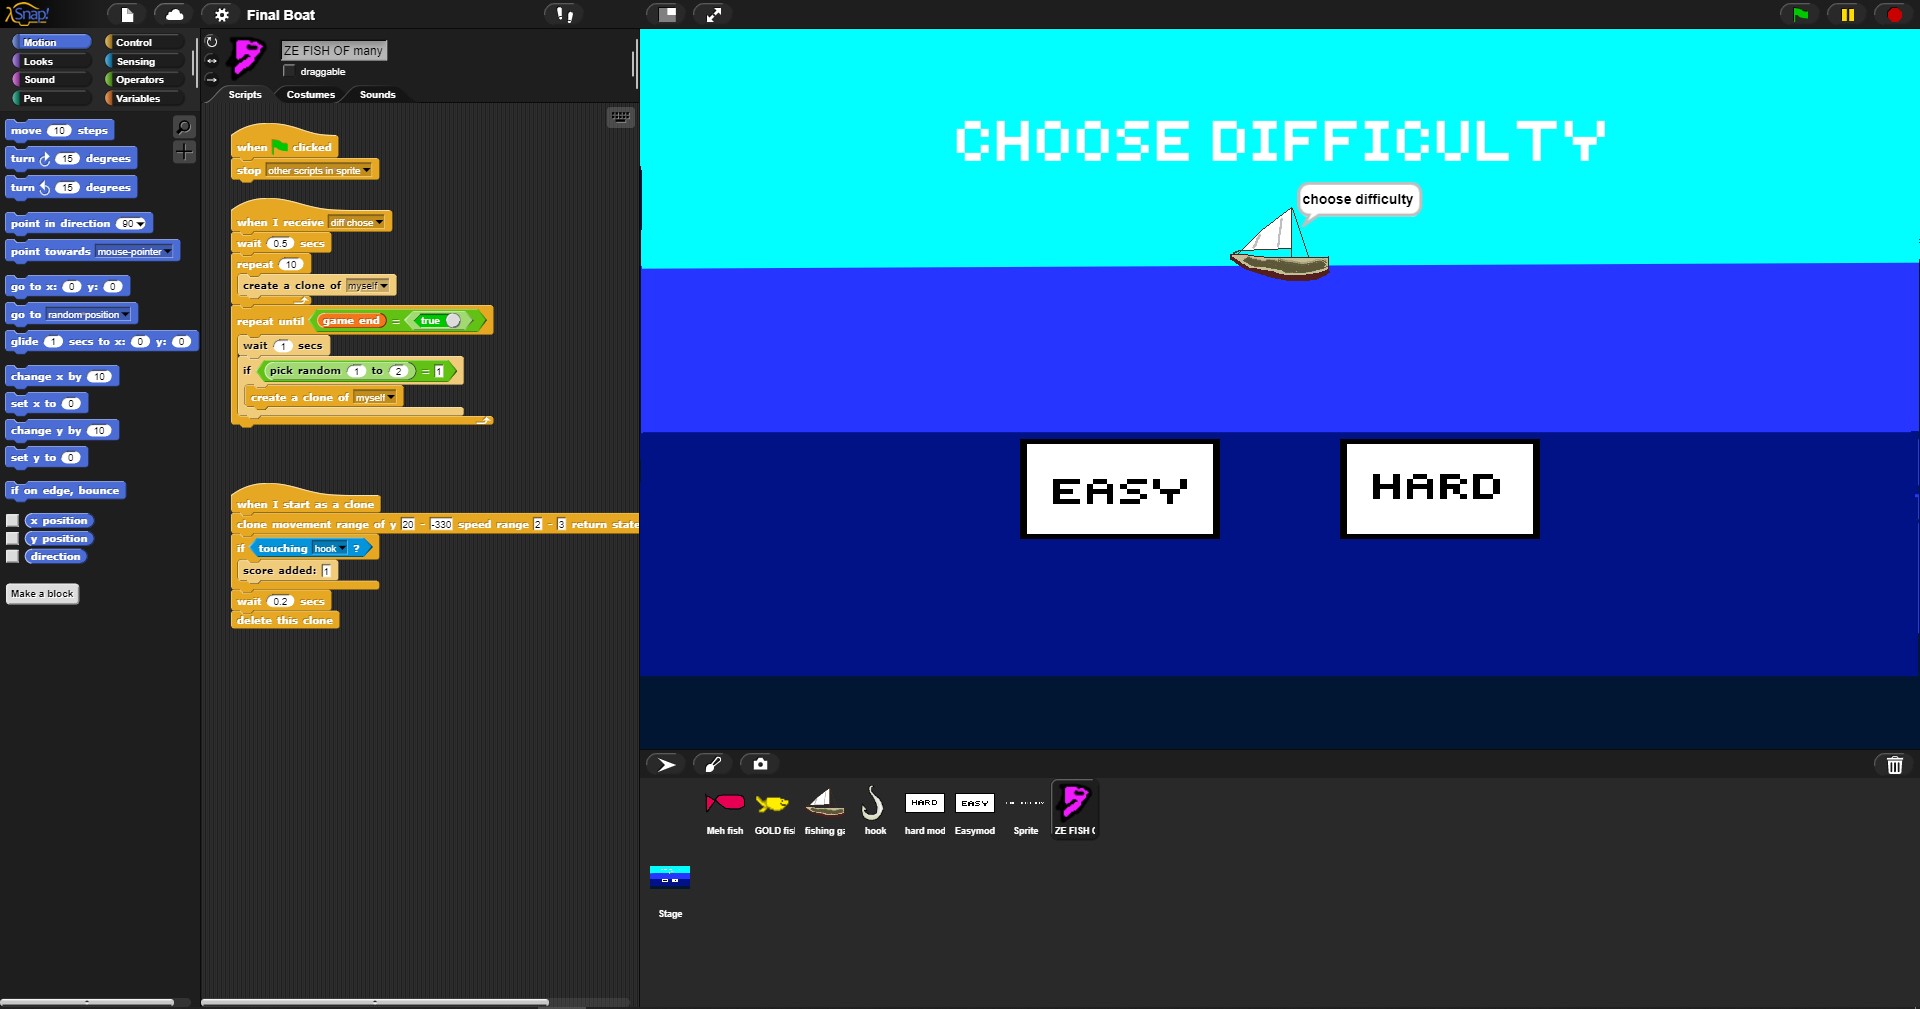 Snap!
Final Boat
Motion
Control
Looks
Sensing
Sound
Operators
Pen
Variables
move 10 steps
turn 15 degrees
turn 15 degrees
point in direction 90
point towards mouse-pointer
go to x: 0 y: 0
go to random position
glide 1 secs to x: 0 y: 0
change x by 10
set x to 0
change y by 10
set y to 0
if on edge, bounce
x position
y position
direction
Make a block
ZE FISH OF many
draggable
Scripts
Costumes
Sounds
when clicked
stop other scripts in sprite
when I receive diff chose
wait 0.5 secs
repeat 10
create a clone of myself
repeat until game end = true
wait 1 secs
if pick random 1 to 2 = 1
create a clone of myself
when I start as a clone
clone movement range of y 20 - -330 speed range 2 - 3 return state
if touching hook ?
score added: 1
wait 0.2 secs
delete this clone
CHOOSE DIFFICULTY
choose difficulty
EASY
HARD
HARD
EASY
Meh fish
GOLD fis
fishing ga
hook
hard mod
Easymod
Sprite
ZE FISH (
Stage